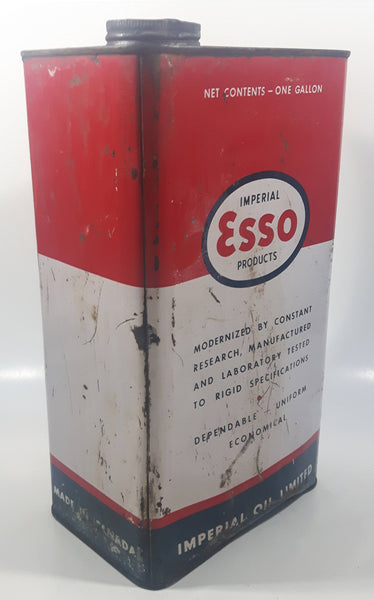 NET CONTENTS - ONE GALLON
IMPERIAL
Esso
PRODUCTS
MODERNIZED BY CONSTANT
RESEARCH, MANUFACTURED
AND LABORATORY TESTED
TO RIGID SPECIFICATIONS
DEPENDABLE UNIFORM
ECONOMICAL
IMPERIAL OIL LIMITED
MADE IN CANADA